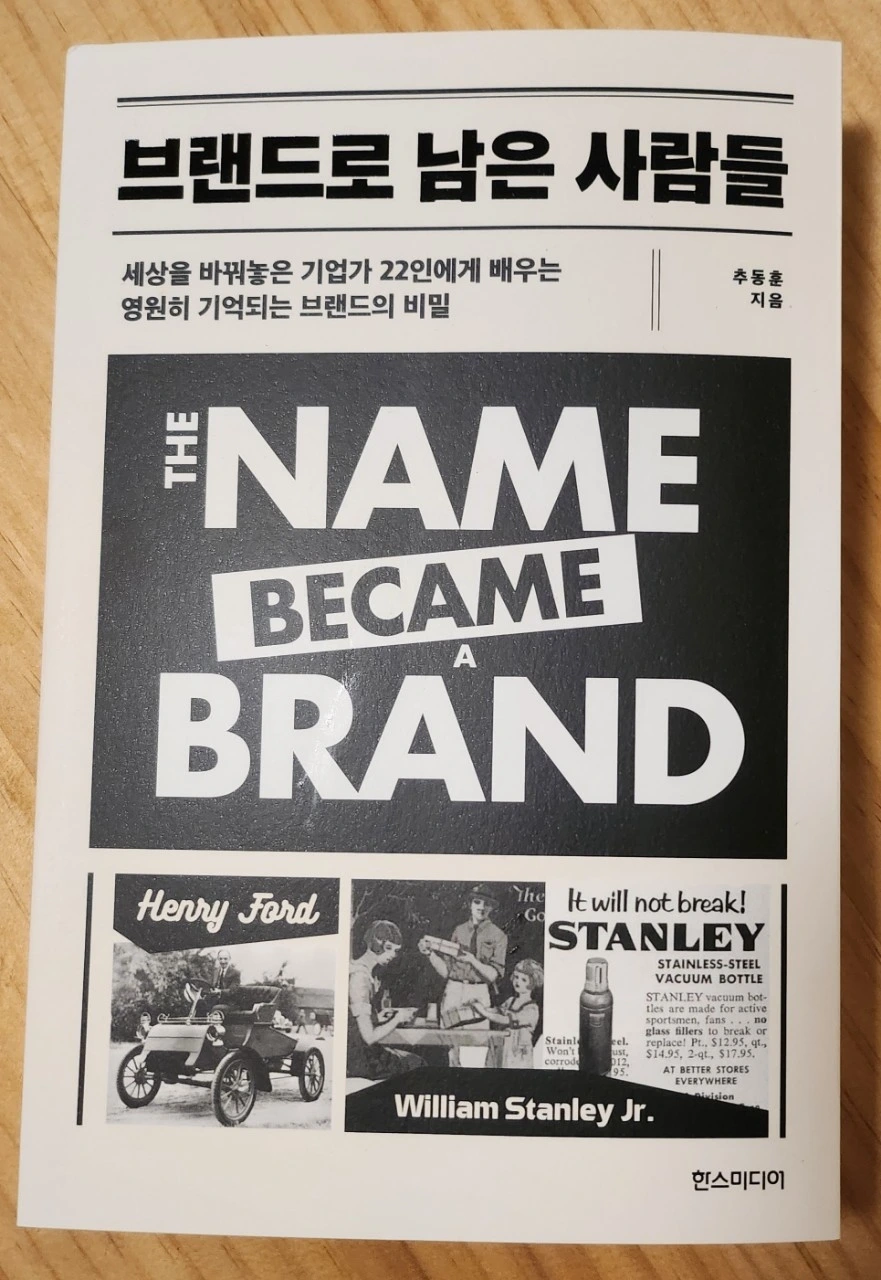 브랜드로 남은 사람들
세상을 바꿔놓은 기업가 22인에게 배우는
영원히 기억되는 브랜드의 비밀
추동훈
지음
THE
NAME
BECAME
A
BRAND
Henry Ford
The
Go
It will not break!
STANLEY
STAINLESS-STEEL
VACUUM BOTTLE
STANLEY vacuum bot-
tles are made for active
sportsmen, fans . . . no
glass fillers to break or
replace! Pt., $12.95, qt.,
$14.95, 2-qt., $17.95.
AT BETTER STORES
EVERYWHERE
Division
Won't
William Stanley Jr.
한스미디어